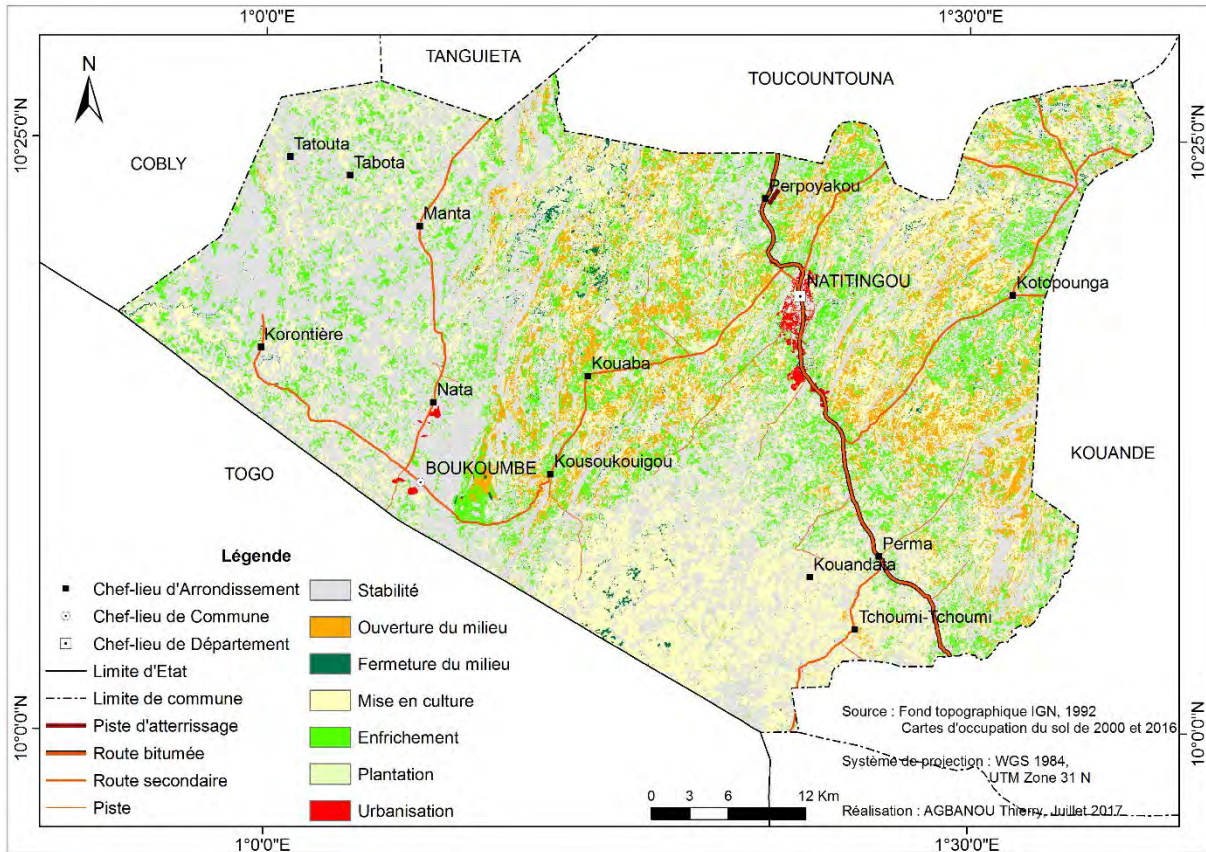 1°0'0"E
1°30'0"E
N
TANGUIETA
TOUCOUNTOUNA
10°25'0"N
10°25'0"N
COBLY
Tatouta
Tabota
Perpoyakou
Manta
NATITINGOU
Kotopounga
Korontière
Kouaba
Nata
KOUANDE
TOGO
BOUKOUMBE
Kousoukouigou
Perma
Kouandata
Tchoumi-Tchoumi
Légende
Chef-lieu d'Arrondissement
Chef-lieu de Commune
Chef-lieu de Département
Limite d'Etat
Limite de commune
Piste d'atterrissage
Route bitumée
Route secondaire
Piste
Stabilité
Ouverture du milieu
Fermeture du milieu
Mise en culture
Enfrichement
Plantation
Urbanisation
10°0'0"N
10°0'0"N
Source : Fond topographique IGN, 1992
Cartes d'occupation du sol de 2000 et 2016
Système de projection : WGS 1984,
UTM Zone 31 N
0 3 6 12 Km
Réalisation : AGBANOU Thierry, Juillet 2017
1°0'0"E
1°30'0"E